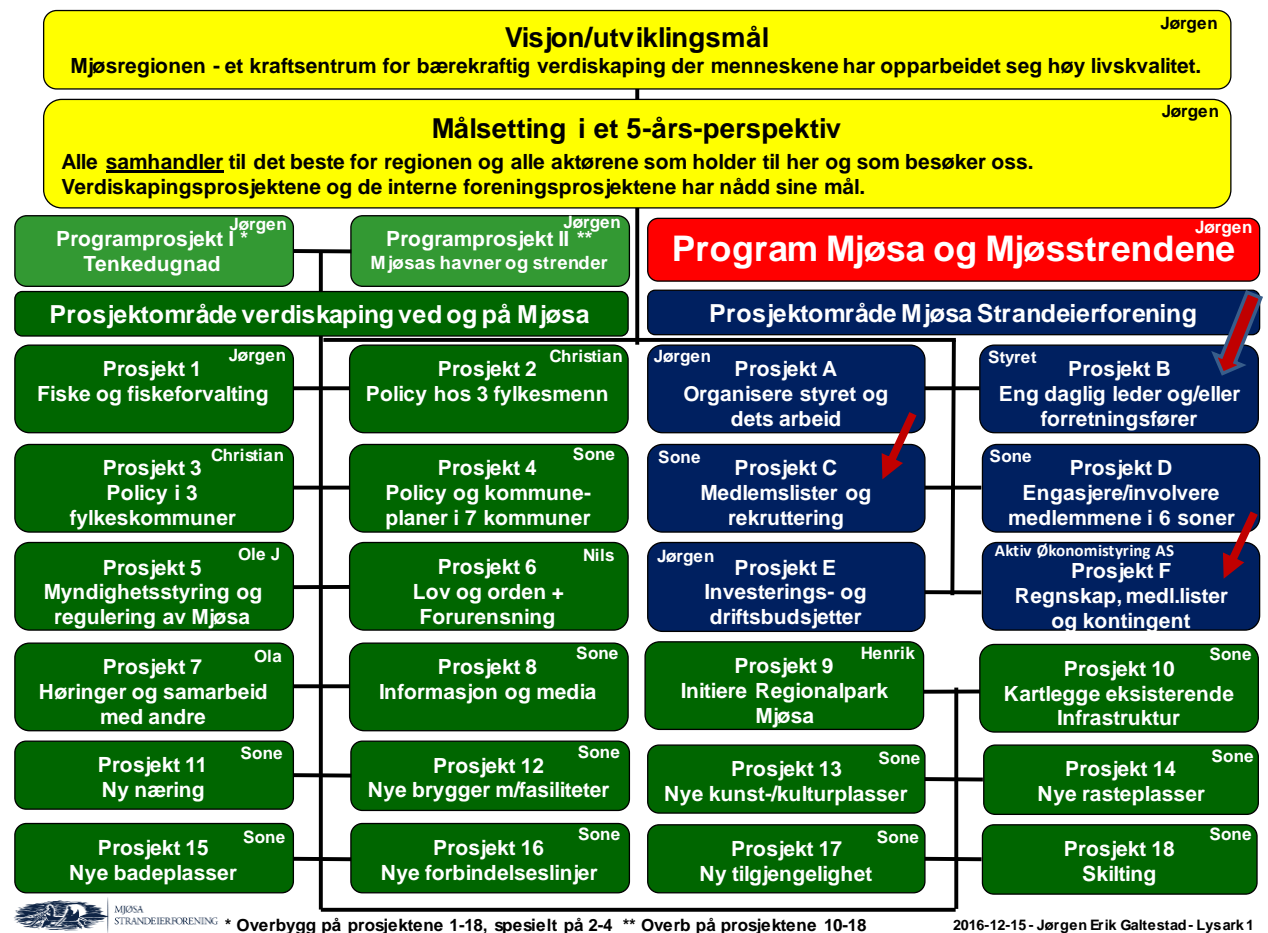 Jørgen
Visjon/utviklingsmål
Mjøsregionen - et kraftsentrum for bærekraftig verdiskaping der menneskene har opparbeidet seg høy livskvalitet.
Jørgen
Målsetting i et 5-års-perspektiv
Alle samhandler til det beste for regionen og alle aktørene som holder til her og som besøker oss.
Verdiskapingsprosjektene og de interne foreningsprosjektene har nådd sine mål.
Jørgen
Programprosjekt I *
Tenkedugnad
Jørgen
Programprosjekt II **
Mjøsas havner og strender
Jørgen
Program Mjøsa og Mjøsstrendene
Prosjektområde verdiskaping ved og på Mjøsa
Prosjektområde Mjøsa Strandeierforening
Jørgen
Prosjekt 1
Fiske og fiskeforvalting
Christian
Prosjekt 2
Policy hos 3 fylkesmenn
Jørgen
Prosjekt A
Organisere styret og
dets arbeid
Styret
Prosjekt B
Eng daglig leder og/eller
forretningsfører
Christian
Prosjekt 3
Policy i 3
fylkeskommuner
Sone
Prosjekt 4
Policy og kommune-
planer i 7 kommuner
Sone
Prosjekt C
Medlemslister og
rekruttering
Sone
Prosjekt D
Engasjere/involvere
medlemmene i 6 soner
Ole J
Prosjekt 5
Myndighetsstyring og
regulering av Mjøsa
Nils
Prosjekt 6
Lov og orden +
Forurensning
Jørgen
Prosjekt E
Investerings- og
driftsbudsjetter
Aktiv Økonomistyring AS
Prosjekt F
Regnskap, medl.lister
og kontingent
Ola
Prosjekt 7
Høringer og samarbeid
med andre
Sone
Prosjekt 8
Informasjon og media
Henrik
Prosjekt 9
Initiere Regionalpark
Mjøsa
Sone
Prosjekt 10
Kartlegge eksisterende
Infrastruktur
Sone
Prosjekt 11
Ny næring
Sone
Prosjekt 12
Nye brygger m/fasiliteter
Sone
Prosjekt 13
Nye kunst-/kulturplasser
Sone
Prosjekt 14
Nye rasteplasser
Sone
Prosjekt 15
Nye badeplasser
Sone
Prosjekt 16
Nye forbindelseslinjer
Sone
Prosjekt 17
Ny tilgjengelighet
Sone
Prosjekt 18
Skilting
MJØSA
STRANDEIERFORENING
* Overbygg på prosjektene 1-18, spesielt på 2-4 ** Overb på prosjektene 10-18
2016-12-15 - Jørgen Erik Galtestad - Lysark 1